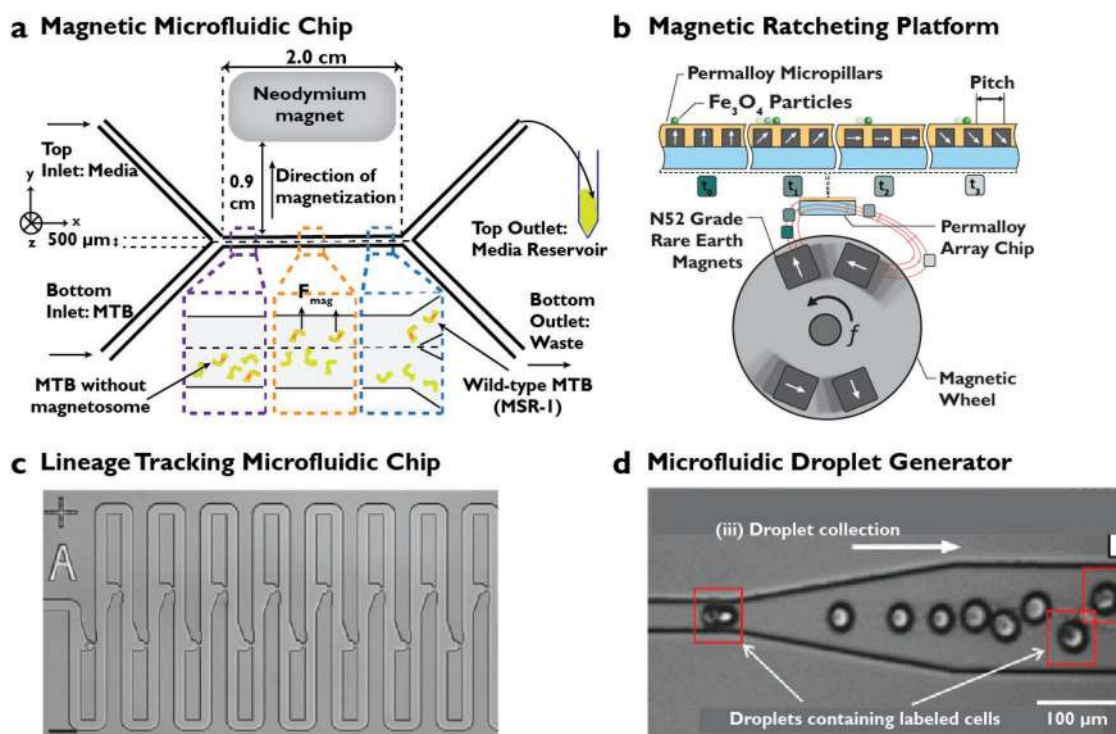 a Magnetic Microfluidic Chip
2.0 cm
Neodymium
magnet
Top
Inlet: Media
y
x
z
500 μm
0.9
cm
Direction of
magnetization
Top Outlet:
Media Reservoir
Bottom
Inlet: MTB
Fmag
Bottom
Outlet:
Waste
MTB without
magnetosome
Wild-type MTB
(MSR-1)
b Magnetic Ratcheting Platform
Permalloy Micropillars
Fe3O4 Particles
Pitch
t0
t1
t2
t3
N52 Grade
Rare Earth
Magnets
Permalloy
Array Chip
f
Magnetic
Wheel
c Lineage Tracking Microfluidic Chip
A
d Microfluidic Droplet Generator
(iii) Droplet collection
Droplets containing labeled cells
100 μm